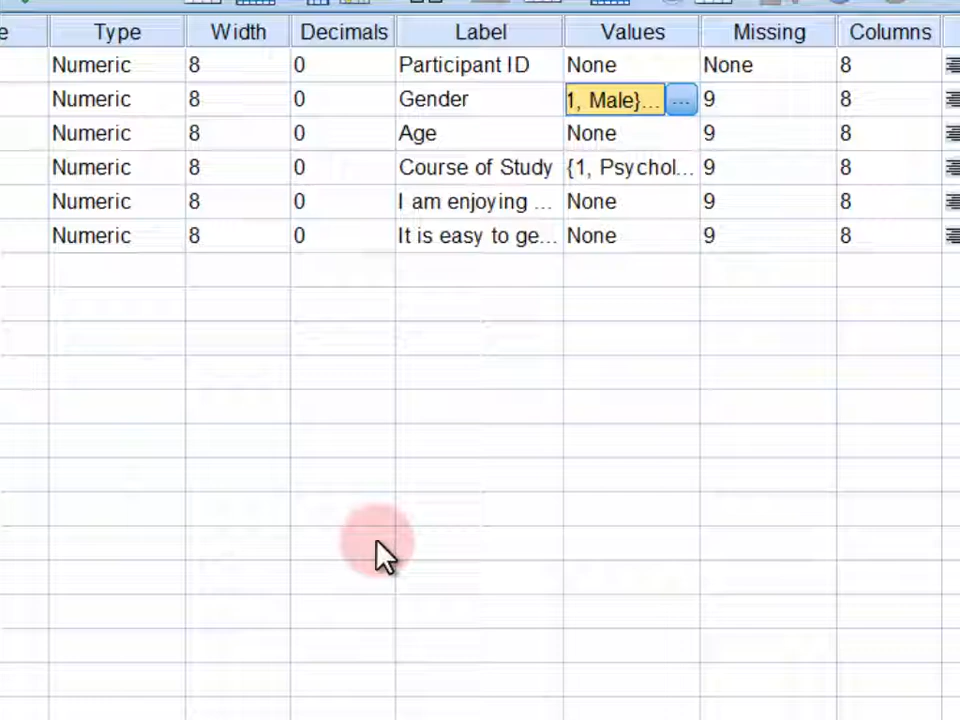 e Type Width Decimals Label Values Missing Columns
Numeric 8 0 Participant ID None None 8
Numeric 8 0 Gender 1, Male}... ... 9 8
Numeric 8 0 Age None 9 8
Numeric 8 0 Course of Study {1, Psychol... 9 8
Numeric 8 0 I am enjoying ... None 9 8
Numeric 8 0 It is easy to ge... None 9 8